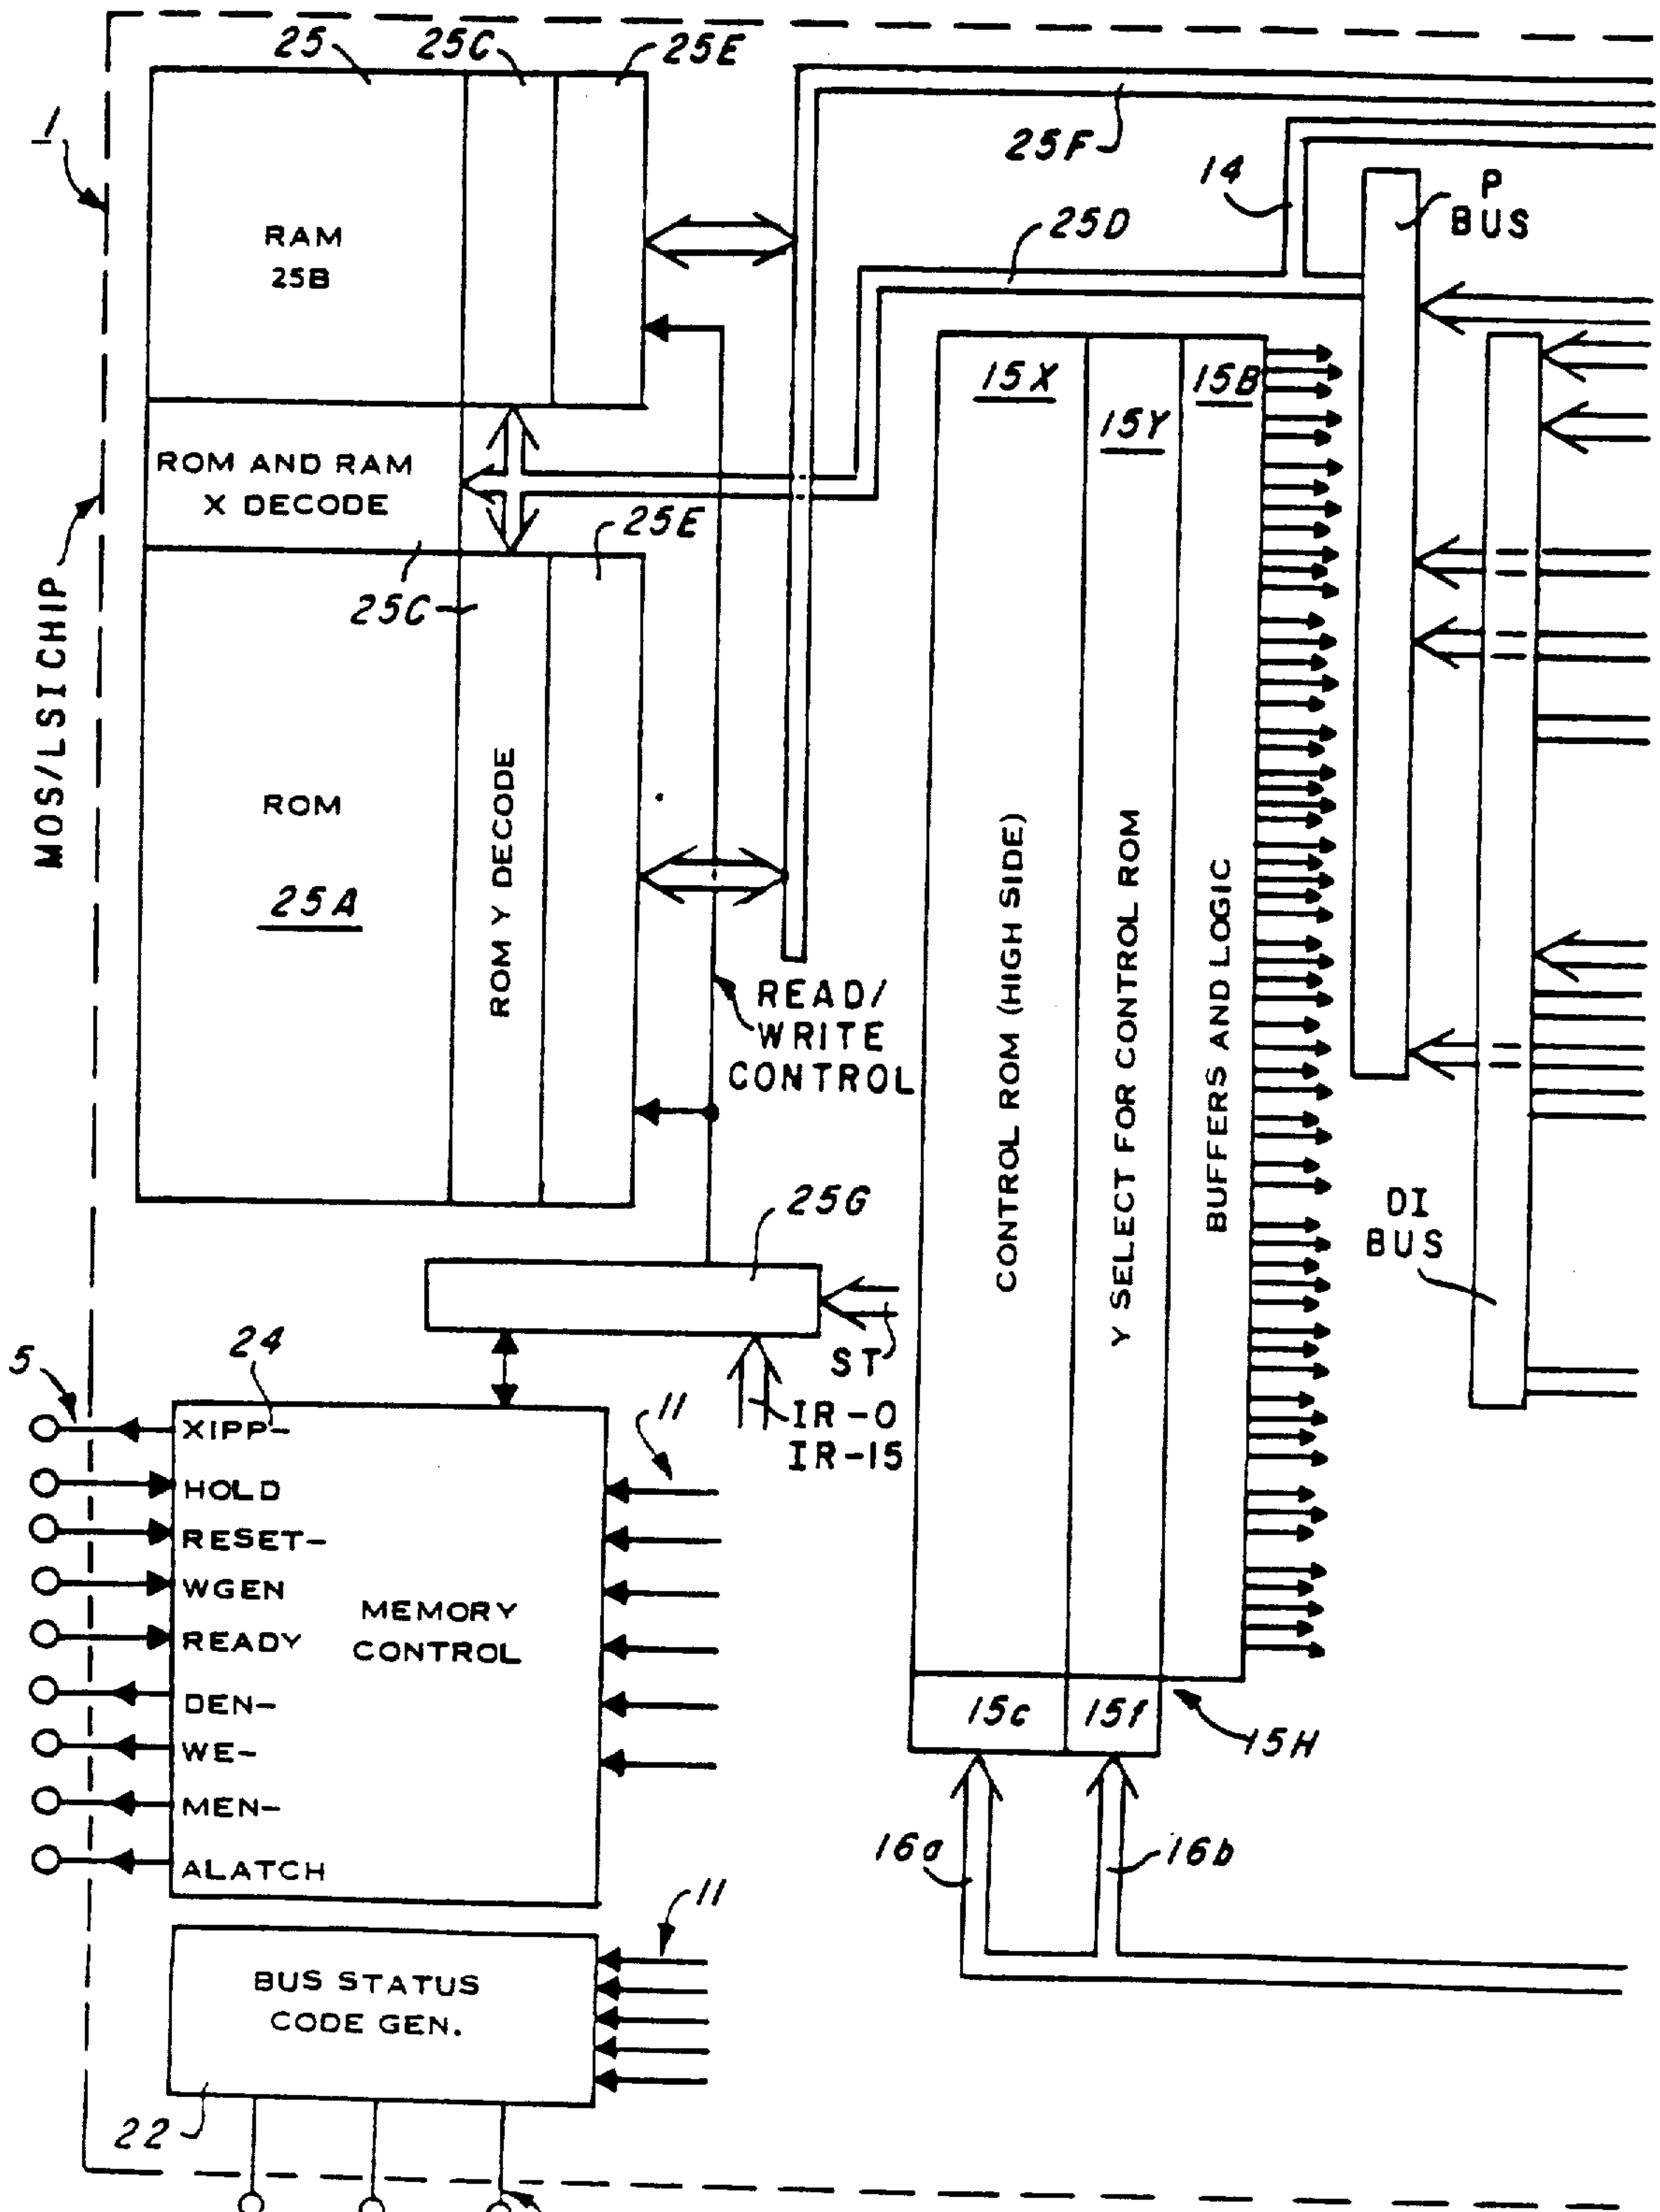 25
25C
25E
1
25F
14
P
BUS
RAM
25B
25D
15X
15B
15Y
ROM AND RAM
X DECODE
25E
25C
MOS/LSI CHIP
ROM
25A
ROM Y DECODE
READ/
WRITE
CONTROL
CONTROL ROM (HIGH SIDE)
Y SELECT FOR CONTROL ROM
BUFFERS AND LOGIC
25G
DI
BUS
ST
IR-0
IR-15
5
24
11
XIPP-
HOLD
RESET-
WGEN
READY
DEN-
WE-
MEN-
ALATCH
MEMORY
CONTROL
15c
15f
15H
16a
16b
11
BUS STATUS
CODE GEN.
22